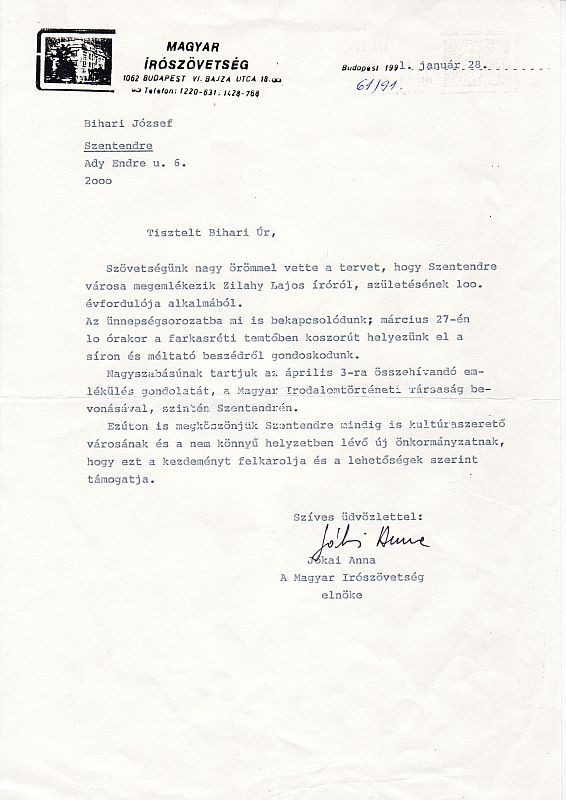 MAGYAR
ÍRÓSZÖVETSÉG
1062 BUDAPEST VI. BAJZA UTCA 18.
Telefon: 1220-631, 1428-768
Budapest 1991. január 28.
61/91.
Bihari József
Szentendre
Ady Endre u. 6.
2ooo
Tisztelt Bihari Úr,
Szövetségünk nagy örömmel vette a tervet, hogy Szentendre
városa megemlékezik Zilahy Lajos íróról, születésének loo.
évfordulója alkalmából.
Az ünnepségsorozatba mi is bekapcsolódunk; március 27-én
lo órakor a farkasréti temtőben koszorút helyezünk el a
síron és méltató beszédről gondoskodunk.
Nagyszabásúnak tartjuk az április 3-ra összehívandó em-
lékülés gondolatát, a Magyar Irodalomtörténeti Társaság be-
vonásával, szintén Szentendrén.
Ezúton is megköszönjük Szentendre mindig is kultúraszerető
városának és a nem könnyű helyzetben lévő új önkormányzatnak,
hogy ezt a kezdeményt felkarolja és a lehetőségek szerint
támogatja.
Szíves üdvözlettel:
Jókai Anna
Jókai Anna
A Magyar Irószövetség
elnöke